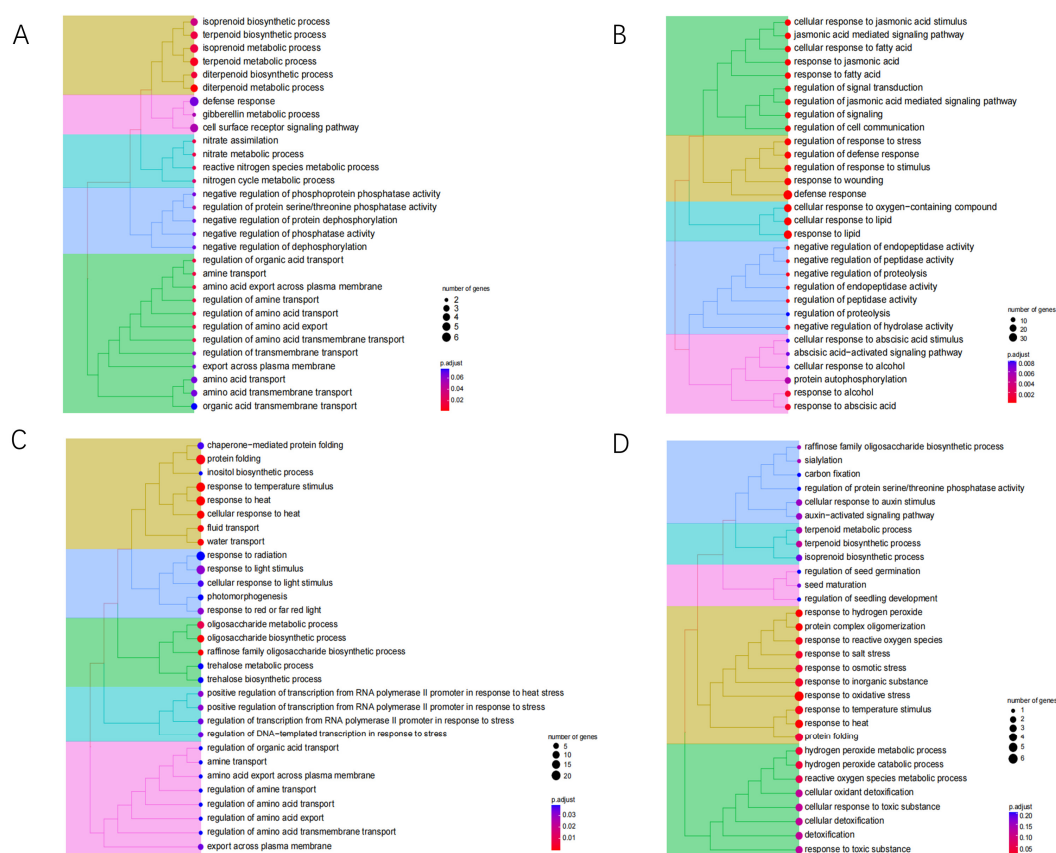 A
isoprenoid biosynthetic process
terpenoid biosynthetic process
isoprenoid metabolic process
terpenoid metabolic process
diterpenoid biosynthetic process
diterpenoid metabolic process
defense response
gibberellin metabolic process
cell surface receptor signaling pathway
nitrate assimilation
nitrate metabolic process
reactive nitrogen species metabolic process
nitrogen cycle metabolic process
negative regulation of phosphoprotein phosphatase activity
regulation of protein serine/threonine phosphatase activity
negative regulation of protein dephosphorylation
negative regulation of phosphatase activity
negative regulation of dephosphorylation
regulation of organic acid transport
amine transport
amino acid export across plasma membrane
regulation of amine transport
regulation of amino acid transport
regulation of amino acid export
regulation of amino acid transmembrane transport
regulation of transmembrane transport
export across plasma membrane
amino acid transport
amino acid transmembrane transport
organic acid transmembrane transport
number of genes
2
3
4
5
6
p.adjust
0.06
0.04
0.02
B
cellular response to jasmonic acid stimulus
jasmonic acid mediated signaling pathway
cellular response to fatty acid
response to jasmonic acid
response to fatty acid
regulation of signal transduction
regulation of jasmonic acid mediated signaling pathway
regulation of signaling
regulation of cell communication
regulation of response to stress
regulation of defense response
regulation of response to stimulus
response to wounding
defense response
cellular response to oxygen-containing compound
cellular response to lipid
response to lipid
negative regulation of endopeptidase activity
negative regulation of peptidase activity
negative regulation of proteolysis
regulation of endopeptidase activity
regulation of peptidase activity
regulation of proteolysis
negative regulation of hydrolase activity
cellular response to abscisic acid stimulus
abscisic acid-activated signaling pathway
cellular response to alcohol
protein autophosphorylation
response to alcohol
response to abscisic acid
number of genes
10
20
30
p.adjust
0.008
0.006
0.004
0.002
C
chaperone-mediated protein folding
protein folding
inositol biosynthetic process
response to temperature stimulus
response to heat
cellular response to heat
fluid transport
water transport
response to radiation
response to light stimulus
cellular response to light stimulus
photomorphogenesis
response to red or far red light
oligosaccharide metabolic process
oligosaccharide biosynthetic process
raffinose family oligosaccharide biosynthetic process
trehalose metabolic process
trehalose biosynthetic process
positive regulation of transcription from RNA polymerase II promoter in response to heat stress
positive regulation of transcription from RNA polymerase II promoter in response to stress
regulation of transcription from RNA polymerase II promoter in response to stress
regulation of DNA-templated transcription in response to stress
regulation of organic acid transport
amine transport
amino acid export across plasma membrane
regulation of amine transport
regulation of amino acid transport
regulation of amino acid export
regulation of amino acid transmembrane transport
export across plasma membrane
number of genes
5
10
15
20
p.adjust
0.03
0.02
0.01
D
raffinose family oligosaccharide biosynthetic process
sialylation
carbon fixation
regulation of protein serine/threonine phosphatase activity
cellular response to auxin stimulus
auxin-activated signaling pathway
terpenoid metabolic process
terpenoid biosynthetic process
isoprenoid biosynthetic process
regulation of seed germination
seed maturation
regulation of seedling development
response to hydrogen peroxide
protein complex oligomerization
response to reactive oxygen species
response to salt stress
response to osmotic stress
response to inorganic substance
response to oxidative stress
response to temperature stimulus
response to heat
protein folding
hydrogen peroxide metabolic process
hydrogen peroxide catabolic process
reactive oxygen species metabolic process
cellular oxidant detoxification
cellular response to toxic substance
cellular detoxification
detoxification
response to toxic substance
number of genes
1
2
3
4
5
6
p.adjust
0.20
0.15
0.10
0.05